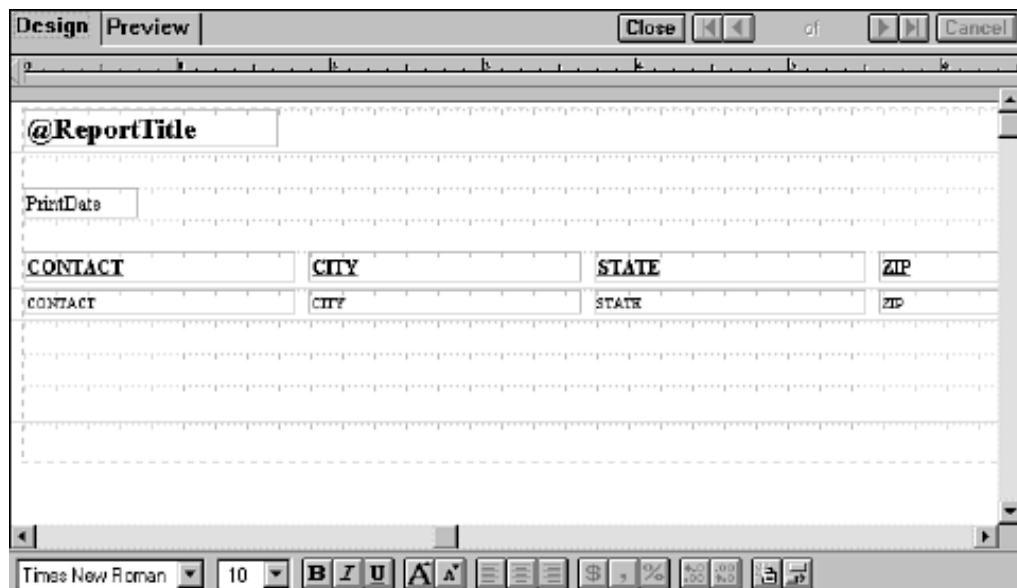 Design Preview Close of Cancel
@ReportTitle
PrintDate
CONTACT CITY STATE ZIP
CONTACT CITY STATE ZIP
Times New Roman 10 B I U A A $ , %